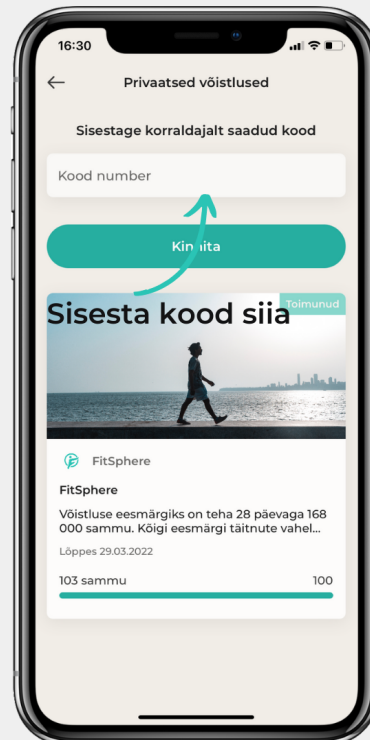 16:30
Privaatsed võistlused
Sisestage korraldajalt saadud kood
Kood number
Kinnita
Sisesta kood siia
Toimunud
FitSphere
FitSphere
Võistluse eesmärgiks on teha 28 päevaga 168
000 sammu. Kõigi eesmärgi täitnute vahel...
Lõppes 29.03.2022
103 sammu 100